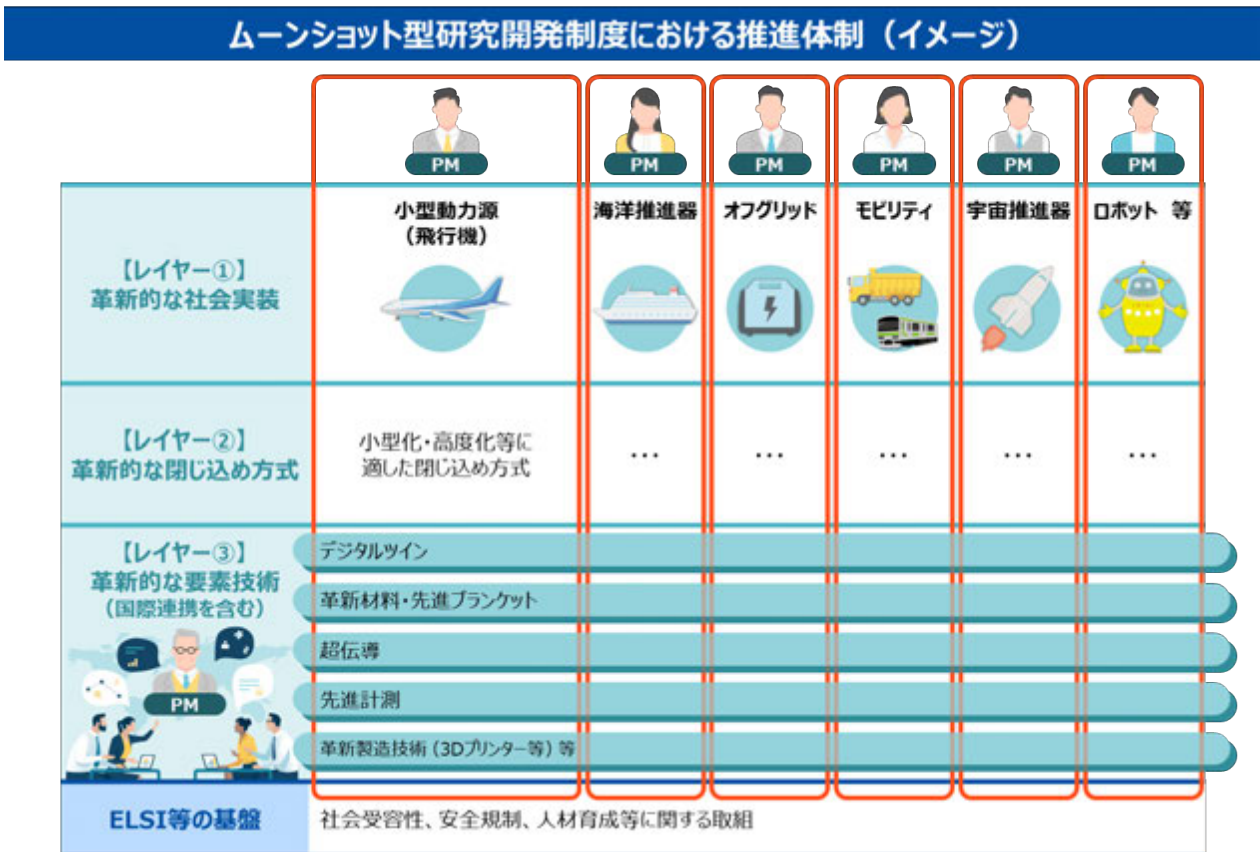 ムーンショット型研究開発制度における推進体制（イメージ）
PM
PM
PM
PM
PM
PM
小型動力源
（飛行機）
海洋推進器
オフグリッド
モビリティ
宇宙推進器
ロボット 等
【レイヤー①】
革新的な社会実装
【レイヤー②】
革新的な閉じ込め方式
小型化・高度化等に
適した閉じ込め方式
…
…
…
…
…
【レイヤー③】
革新的な要素技術
（国際連携を含む）
PM
デジタルツイン
革新材料・先進ブランケット
超伝導
先進計測
革新製造技術（3Dプリンター等）等
ELSI等の基盤
社会受容性、安全規制、人材育成等に関する取組